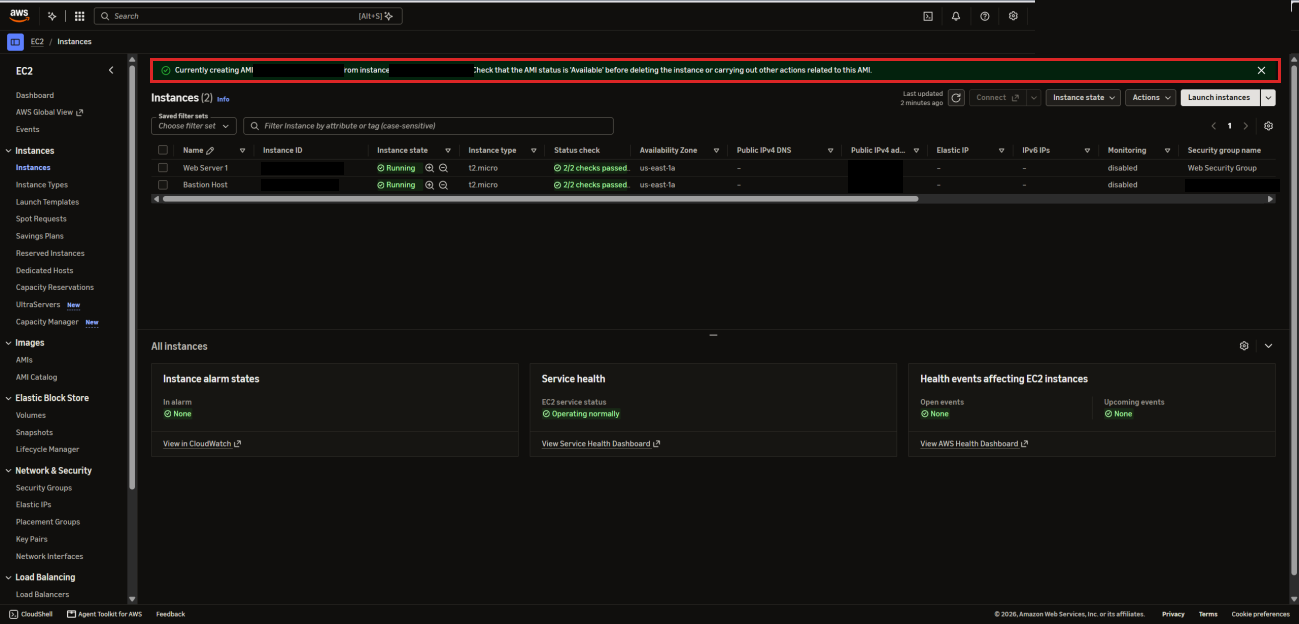 aws
Search [Alt+S]
EC2 / Instances
EC2
Dashboard
AWS Global View
Events
Instances
Instances
Instance Types
Launch Templates
Spot Requests
Savings Plans
Reserved Instances
Dedicated Hosts
Capacity Reservations
UltraServers New
Capacity Manager New
Images
AMIs
AMI Catalog
Elastic Block Store
Volumes
Snapshots
Lifecycle Manager
Network & Security
Security Groups
Elastic IPs
Placement Groups
Key Pairs
Network Interfaces
Load Balancing
Load Balancers
Currently creating AMI rom instance Check that the AMI status is 'Available' before deleting the instance or carrying out other actions related to this AMI.
Instances (2) Info
Last updated
2 minutes ago
Connect Instance state Actions Launch instances
Saved filter sets
Choose filter set Filter Instance by attribute or tag (case-sensitive) 1
Name Instance ID Instance state Instance type Status check Availability Zone Public IPv4 DNS Public IPv4 ad... Elastic IP IPv6 IPs Monitoring Security group name
Web Server 1 Running t2.micro 2/2 checks passed. us-east-1a – – – disabled Web Security Group
Bastion Host Running t2.micro 2/2 checks passed. us-east-1a – – – disabled
All instances
Instance alarm states
In alarm
None
View in CloudWatch
Service health
EC2 service status
Operating normally
View Service Health Dashboard
Health events affecting EC2 instances
Open events Upcoming events
None None
View AWS Health Dashboard
CloudShell Agent Toolkit for AWS Feedback © 2026, Amazon Web Services, Inc. or its affiliates. Privacy Terms Cookie preferences